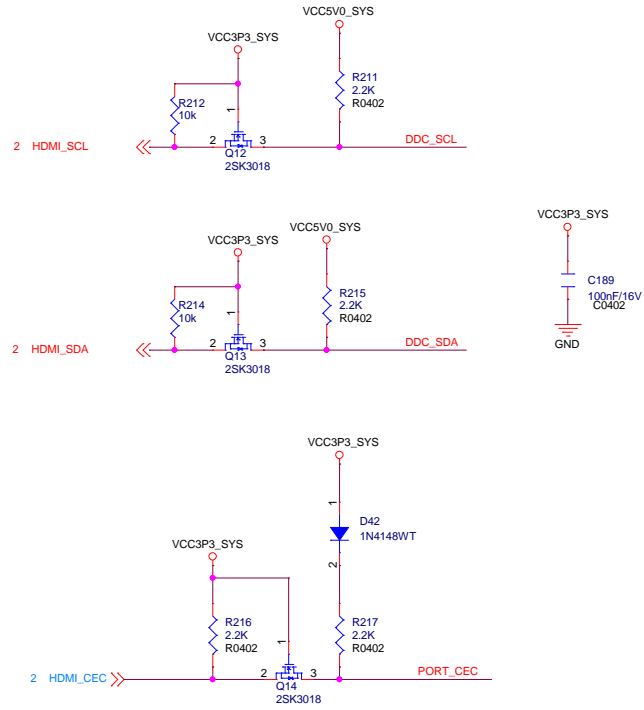 VCC5V0_SYS
VCC3P3_SYS
R211
2.2K
R0402
R212
10k
1
2 HDMI_SCL
2
3
DDC_SCL
Q12
2SK3018
VCC3P3_SYS
C189
100nF/16V
C0402
GND
VCC3P3_SYS
VCC5V0_SYS
R215
2.2K
R0402
R214
10k
1
2 HDMI_SDA
2
3
DDC_SDA
Q13
2SK3018
VCC3P3_SYS
1
D42
1N4148WT
2
VCC3P3_SYS
R216
2.2K
R0402
R217
2.2K
R0402
1
2 HDMI_CEC
2
3
PORT_CEC
Q14
2SK3018